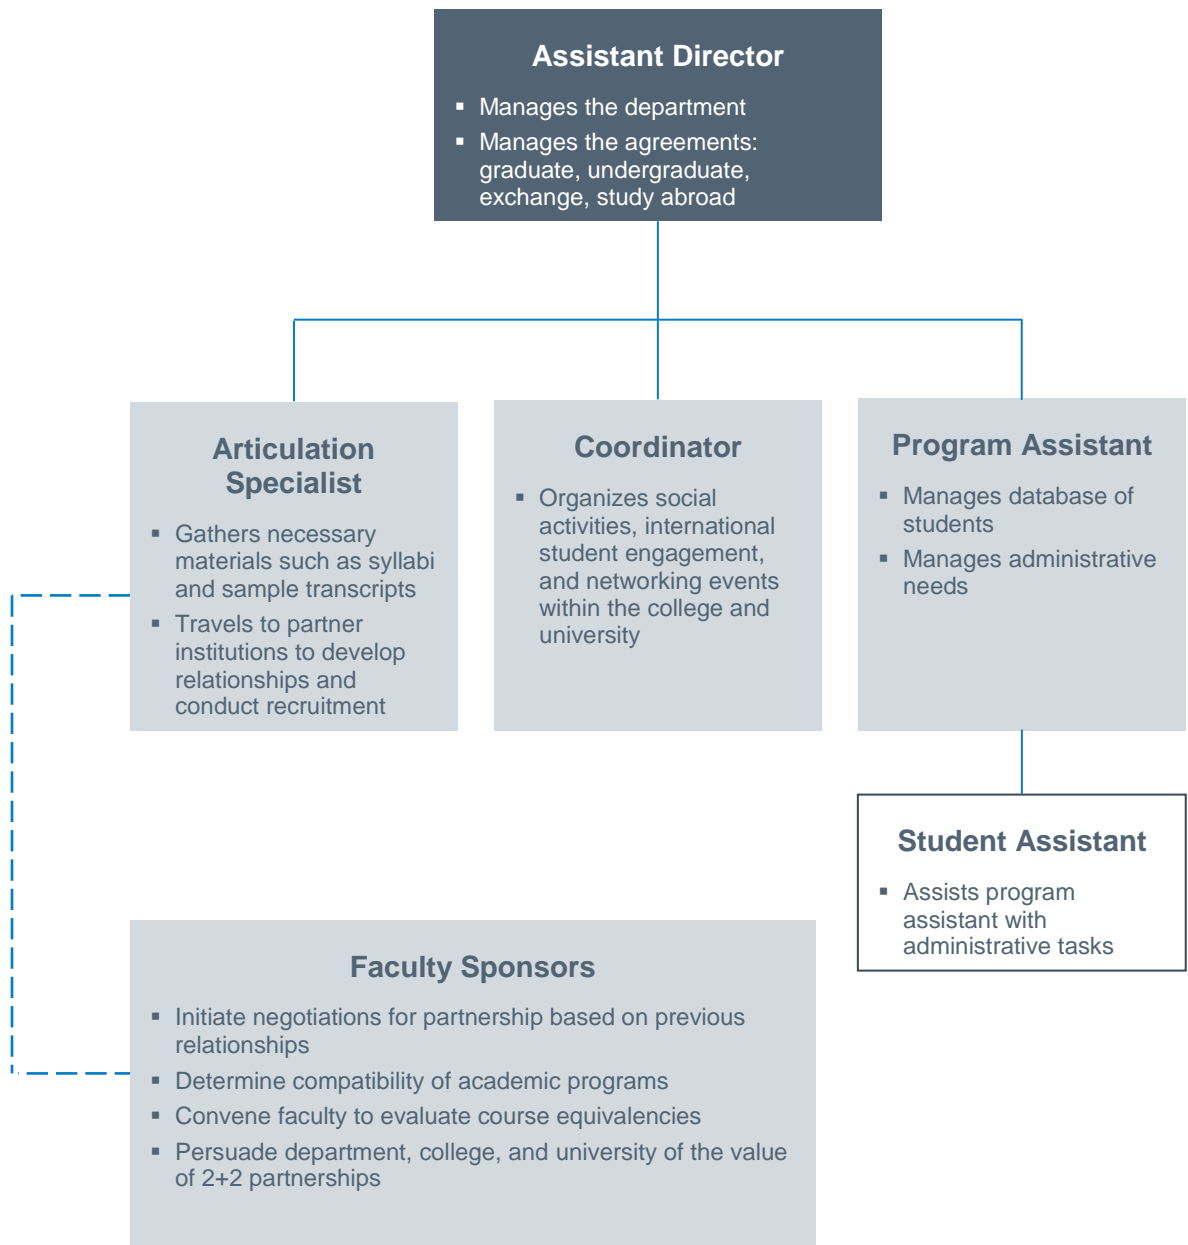 Assistant Director
▪ Manages the department
▪ Manages the agreements:
graduate, undergraduate,
exchange, study abroad
Articulation
Specialist
▪ Gathers necessary
materials such as syllabi
and sample transcripts
▪ Travels to partner
institutions to develop
relationships and
conduct recruitment
Coordinator
▪ Organizes social
activities, international
student engagement,
and networking events
within the college and
university
Program Assistant
▪ Manages database of
students
▪ Manages administrative
needs
Student Assistant
▪ Assists program
assistant with
administrative tasks
Faculty Sponsors
▪ Initiate negotiations for partnership based on previous
relationships
▪ Determine compatibility of academic programs
▪ Convene faculty to evaluate course equivalencies
▪ Persuade department, college, and university of the value
of 2+2 partnerships